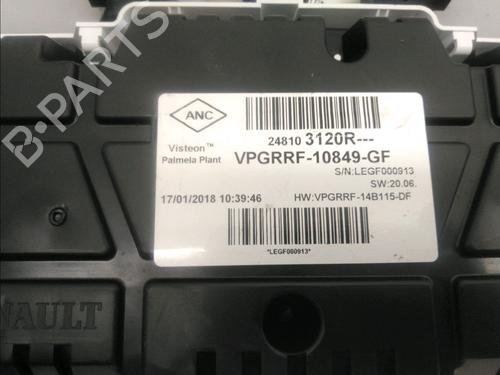 B-PARTS
ANC
Visteon™
Palmela Plant
24810 3120R---
VPGRRF-10849-GF
S/N:LEGF000913
SW:20.06.
17/01/2018 10:39:46
HW:VPGRRF-14B115-DF
*LEGF000913*
NAULT